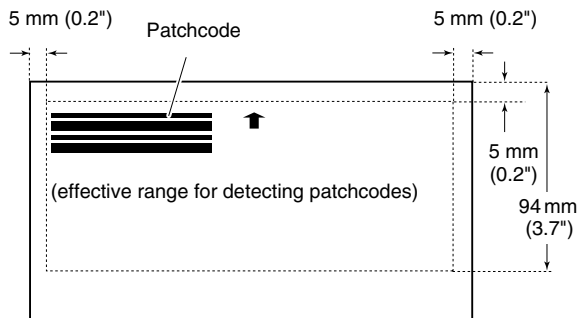 5 mm (0.2")
Patchcode
5 mm (0.2")
5 mm
(0.2")
94 mm
(3.7")
(effective range for detecting patchcodes)